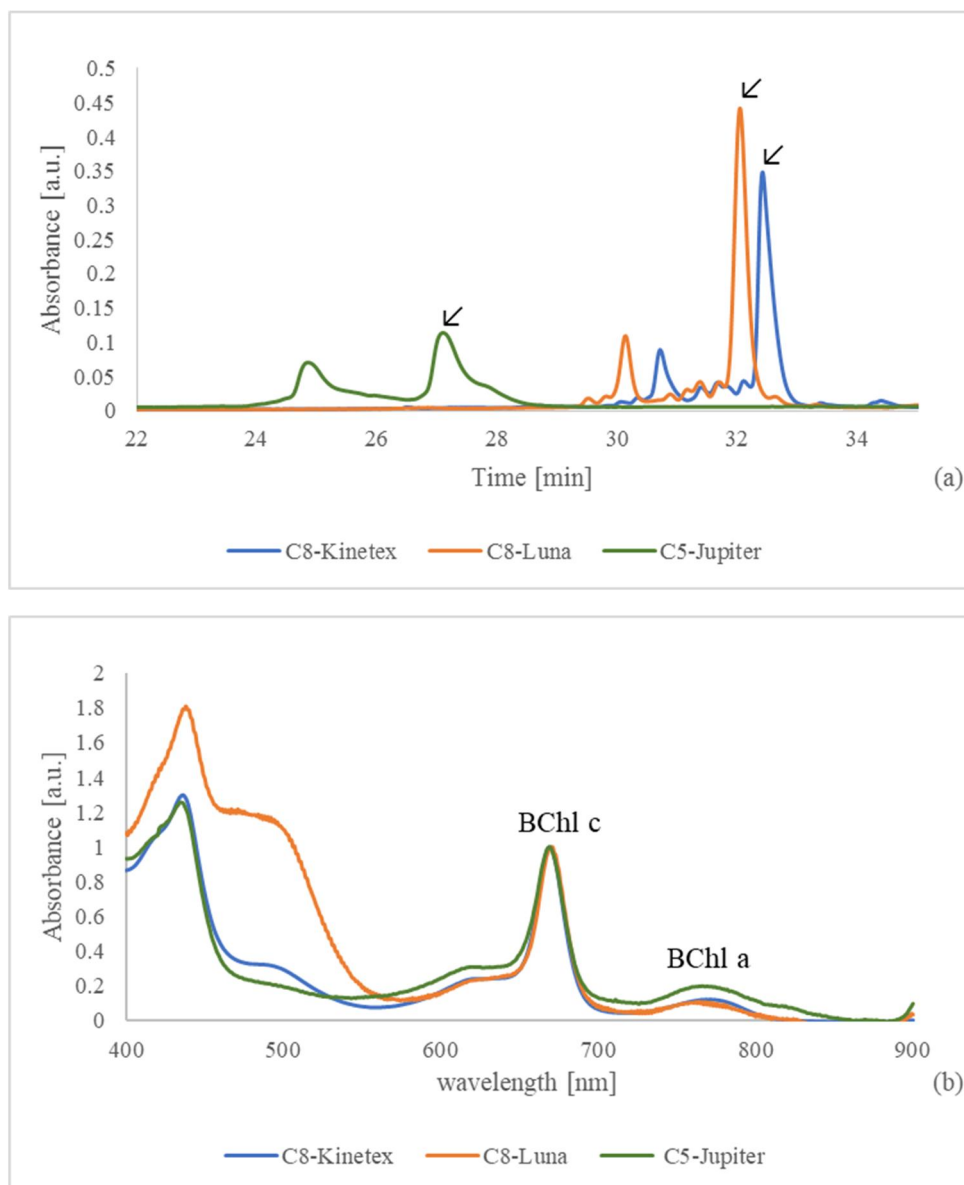 0.5
0.45
0.4
0.35
0.3
0.25
0.2
0.15
0.1
0.05
0
Absorbance [a.u.]
22 24 26 28 30 32 34
Time [min]
(a)
C8-Kinetex C8-Luna C5-Jupiter
2
1.8
1.6
1.4
1.2
1
0.8
0.6
0.4
0.2
0
Absorbance [a.u.]
BChl c
BChl a
400 500 600 700 800 900
wavelength [nm]
(b)
C8-Kinetex C8-Luna C5-Jupiter